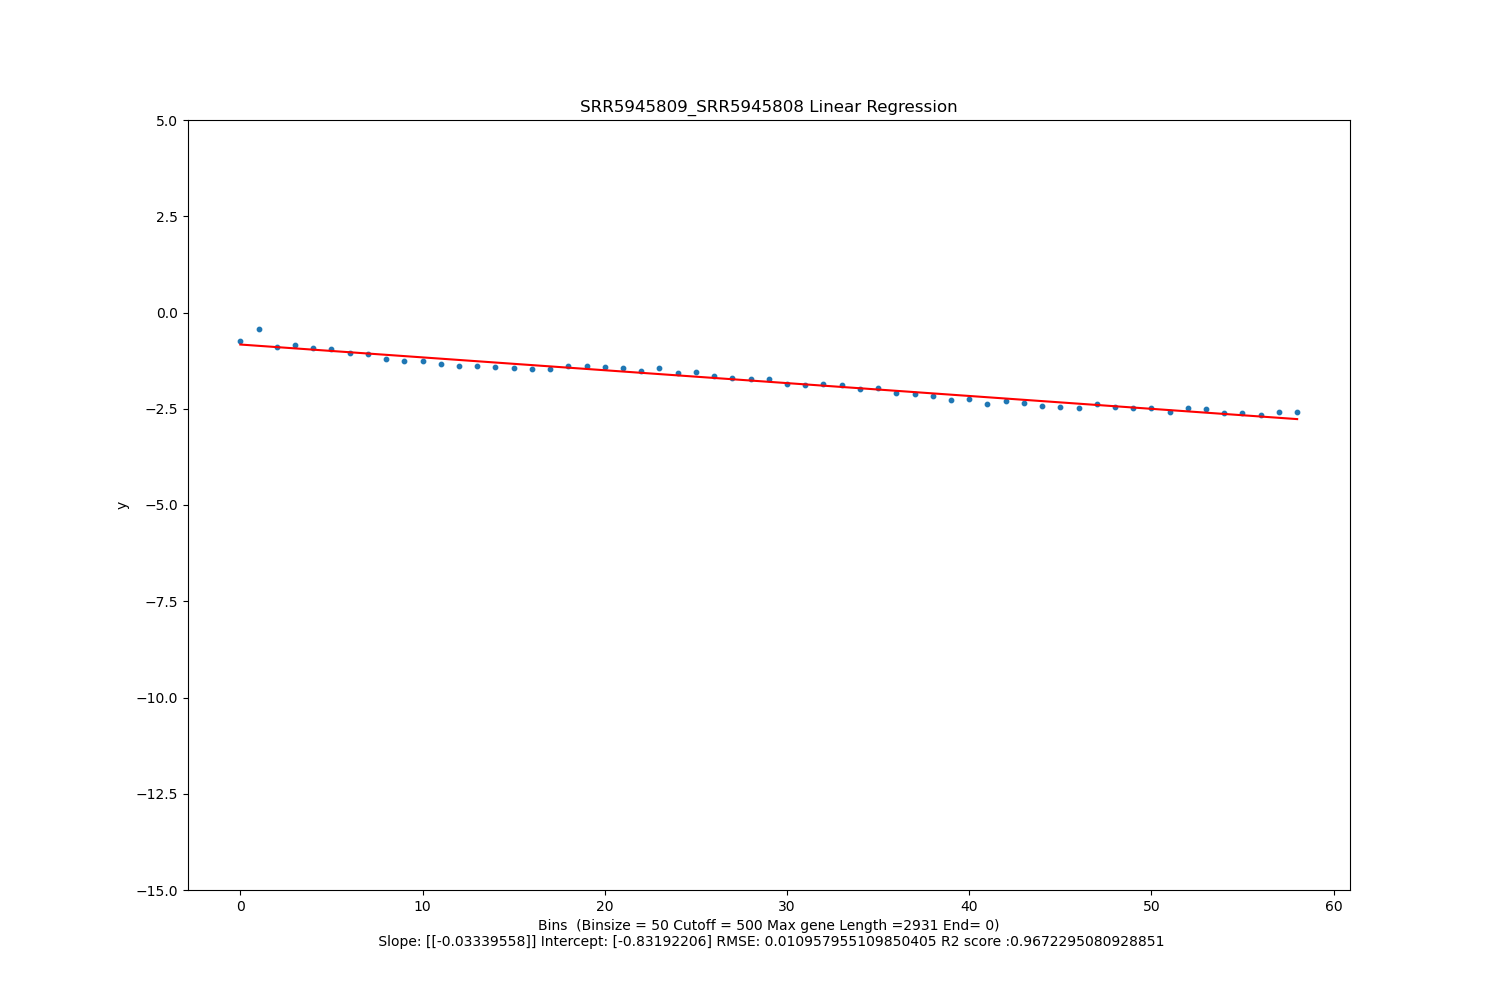 SRR5945809_SRR5945808 Linear Regression
5.0
2.5
0.0
−2.5
−5.0
−7.5
−10.0
−12.5
−15.0
y
0 10 20 30 40 50 60
Bins  (Binsize = 50 Cutoff = 500 Max gene Length =2931 End= 0)
Slope: [[-0.03339558]] Intercept: [-0.83192206] RMSE: 0.010957955109850405 R2 score :0.9672295080928851